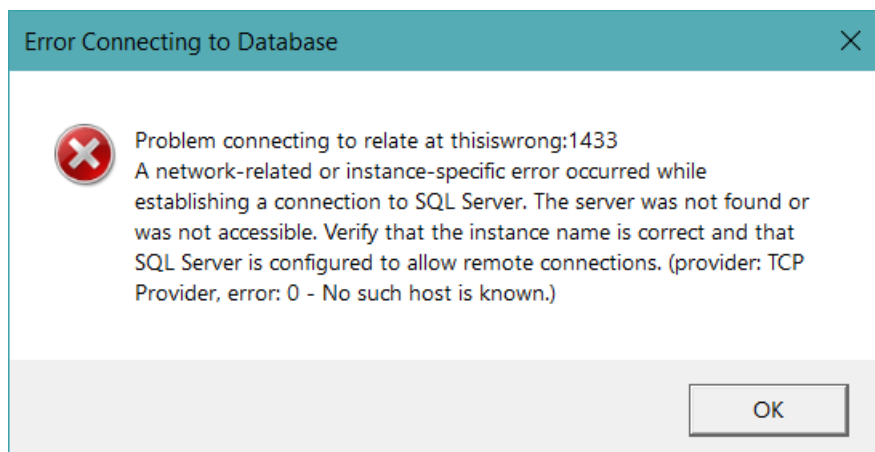 Error Connecting to Database
Problem connecting to relate at thisiswrong:1433
A network-related or instance-specific error occurred while
establishing a connection to SQL Server. The server was not found or
was not accessible. Verify that the instance name is correct and that
SQL Server is configured to allow remote connections. (provider: TCP
Provider, error: 0 - No such host is known.)
OK